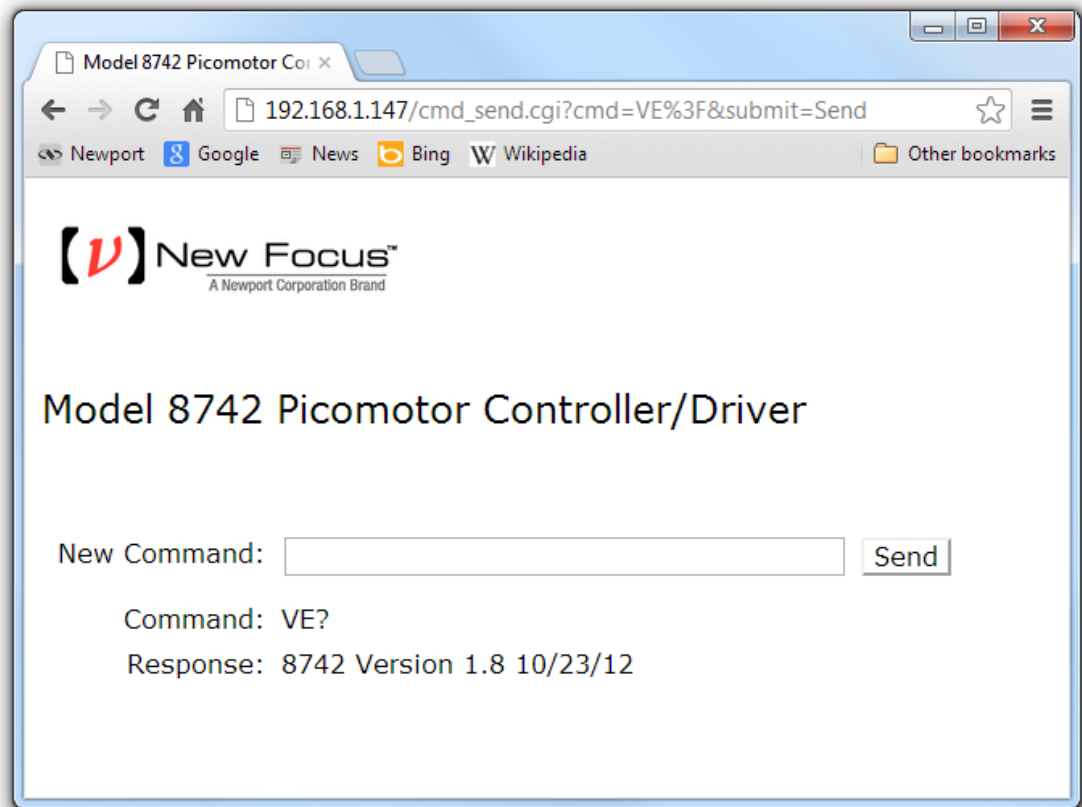 Model 8742 Picomotor Cor
192.168.1.147/cmd_send.cgi?cmd=VE%3F&submit=Send
Newport Google News Bing W Wikipedia Other bookmarks
(ν) New Focus™
A Newport Corporation Brand
Model 8742 Picomotor Controller/Driver
New Command: Send
Command: VE?
Response: 8742 Version 1.8 10/23/12